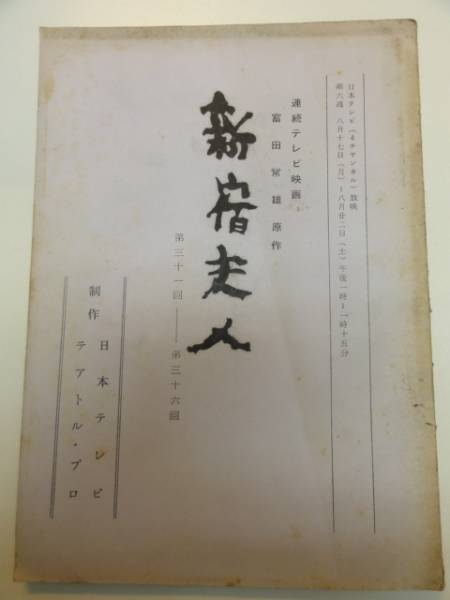 日本テレビ（4チヤンネル）放映
第六週・八月十七日（月）―八月廿二日（土）午後一時―一時十五分
連続テレビ映画
富田常雄原作
新宿夫人
第三十一回――第三十六回
制作 日本テレビ
テアトル・プロ